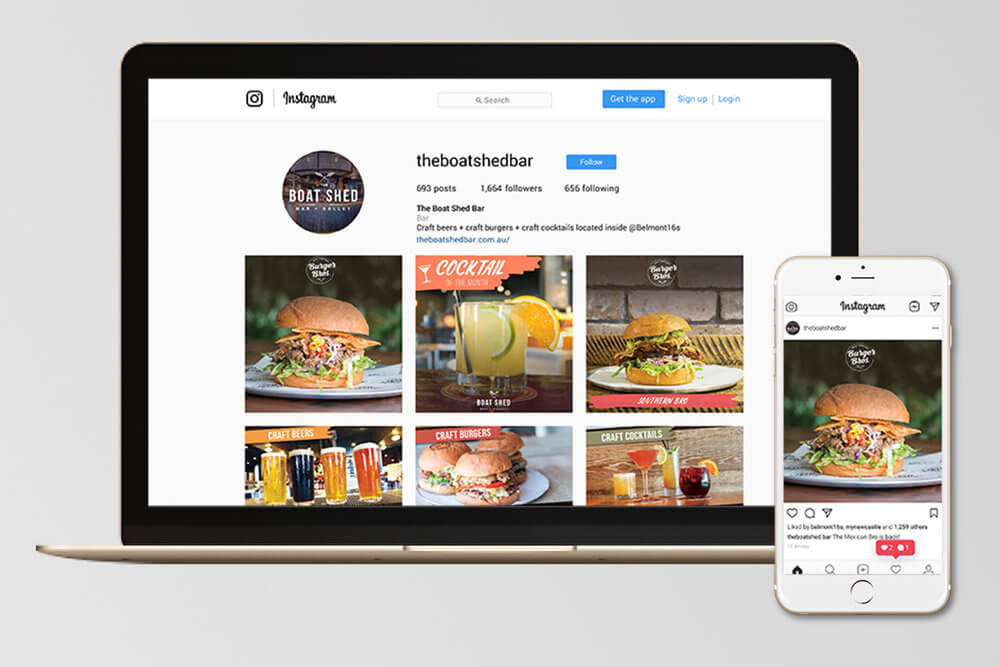 Instagram
Search
Get the app
Sign up | Login
BOAT SHED
BAR + GALLEY
theboatshedbar
Follow
693 posts 1,664 followers 656 following
The Boat Shed Bar
Bar
Craft beers + craft burgers + craft cocktails located inside @Belmont16s
theboatshedbar.com.au/
Burger
Bros.
COCKTAIL
OF THE MONTH
BOAT SHED
Burger
Bros.
SOUTHERN BRO
CRAFT BEERS
CRAFT BURGERS
CRAFT COCKTAILS
Instagram
theboatshedbar
Burger
Bros.
Liked by belmont16s, mynewcastle and 1,259 others
theboatshed bar The Mexican Bro is back!
2 1